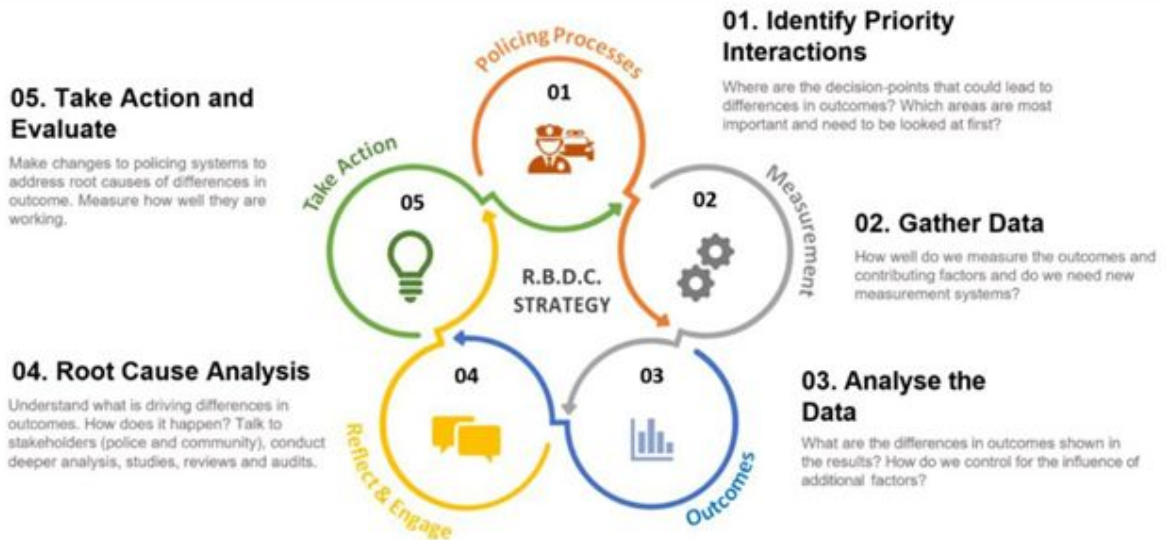 Policing Processes
01
01. Identify Priority
Interactions
Where are the decision-points that could lead to
differences in outcomes? Which areas are most
important and need to be looked at first?
Measurement
02
02. Gather Data
How well do we measure the outcomes and
contributing factors and do we need new
measurement systems?
R.B.D.C.
STRATEGY
03
Outcomes
03. Analyse the
Data
What are the differences in outcomes shown in
the results? How do we control for the influence of
additional factors?
04
Reflect & Engage
04. Root Cause Analysis
Understand what is driving differences in
outcomes. How does it happen? Talk to
stakeholders (police and community), conduct
deeper analysis, studies, reviews and audits.
Take Action
05
05. Take Action and
Evaluate
Make changes to policing systems to
address root causes of differences in
outcome. Measure how well they are
working.